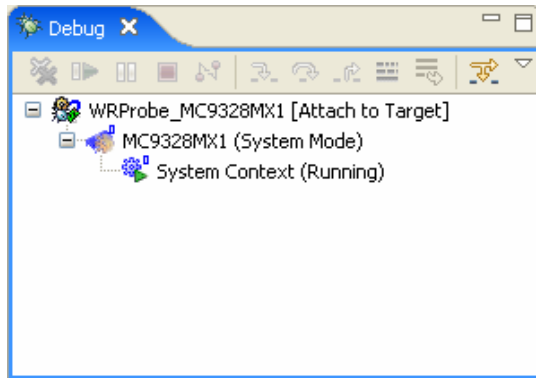 Debug
WRProbe_MC9328MX1 [Attach to Target]
MC9328MX1 (System Mode)
System Context (Running)